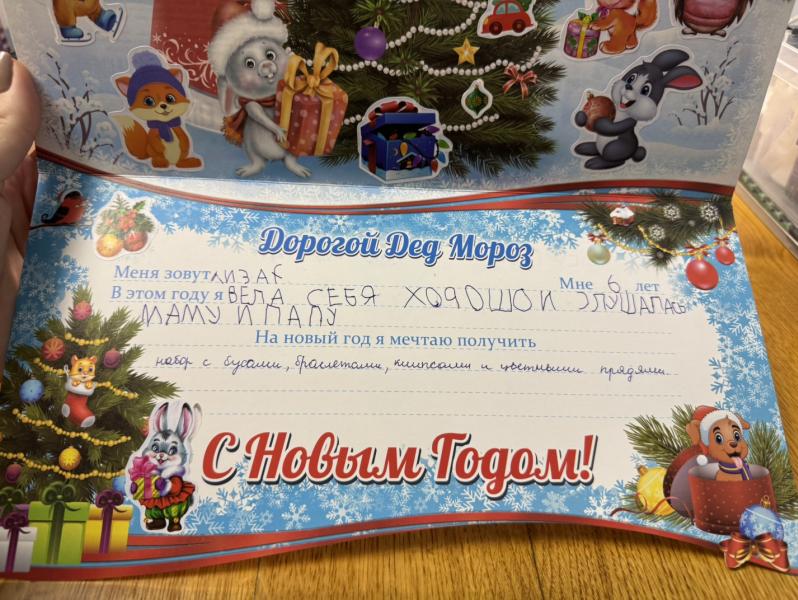 Дорогой Дед Мороз
Меня зовут ЛИЗА К Мне 6 лет
В этом году я ВЕЛА СЕБЯ ХОРОШО И SЛУШАЛАСЬ
МАМУ И ПАПУ
На новый год я мечтаю получить
набор с бусами, браслетами, клипсами и цветными прядями
С Новым Годом!